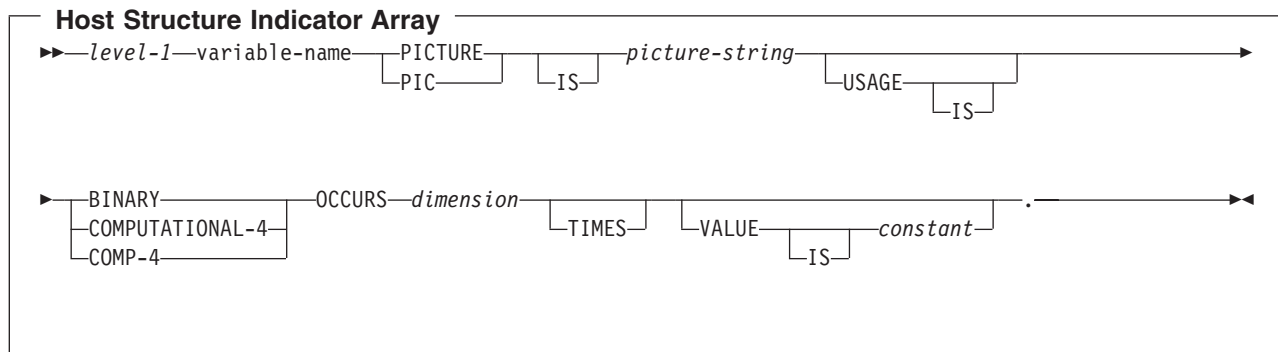 Host Structure Indicator Array
level-1 variable-name PICTURE picture-string
PIC IS USAGE
IS
BINARY OCCURS dimension .
COMPUTATIONAL-4 TIMES VALUE constant
COMP-4 IS